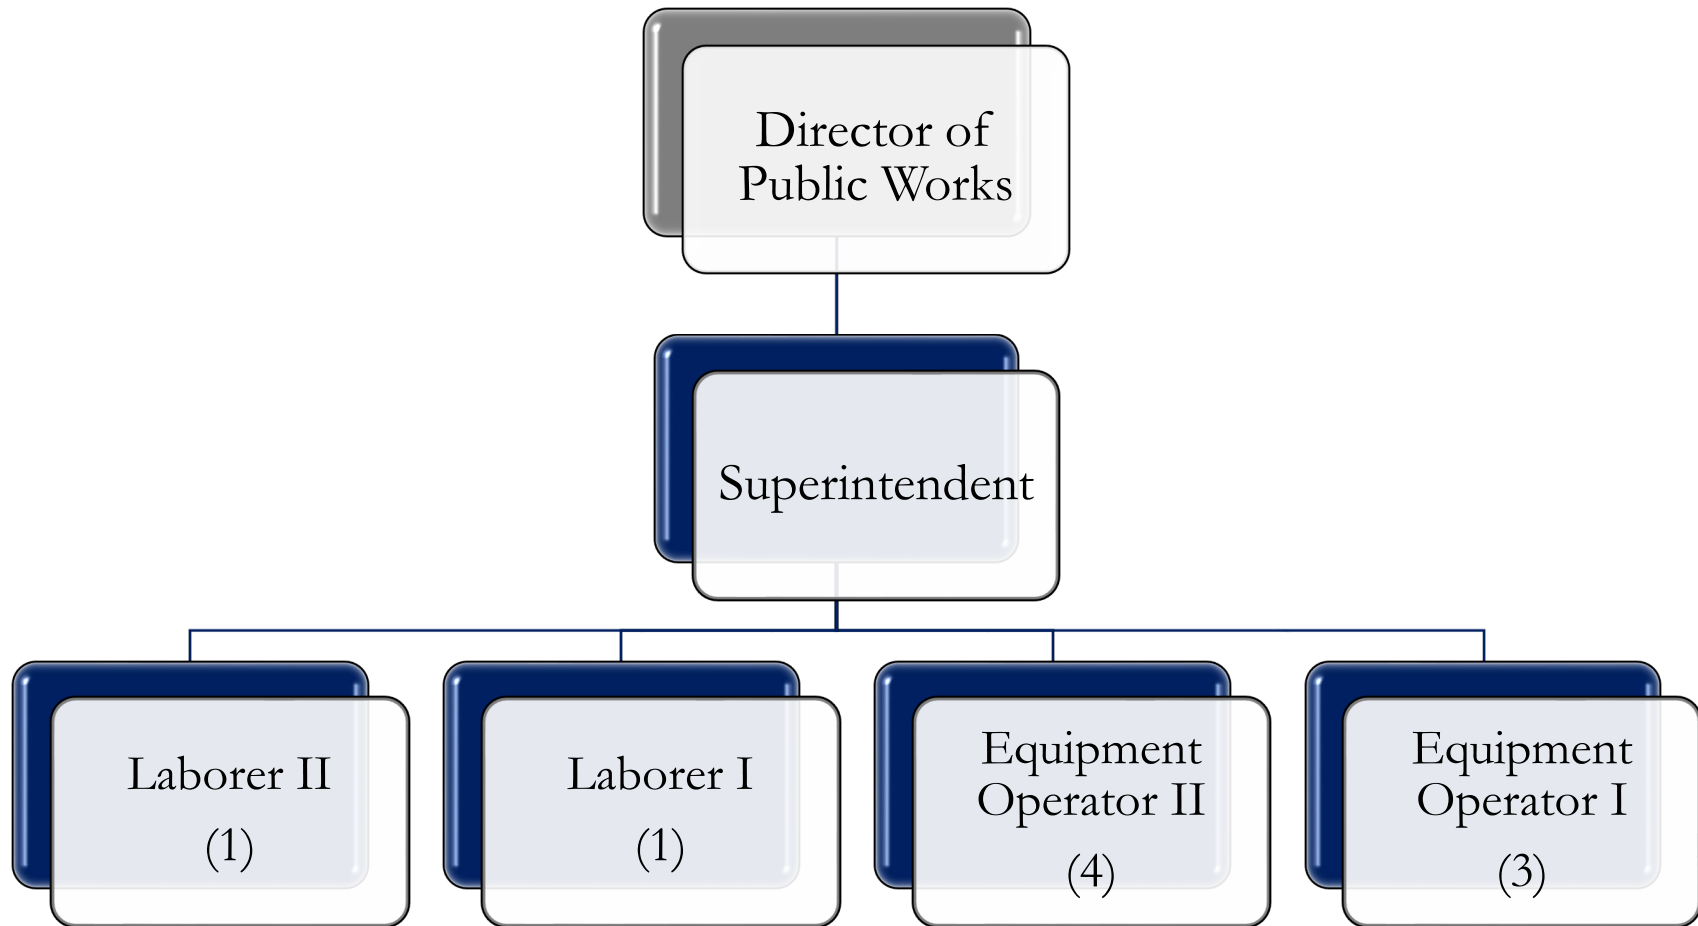 Director of
Public Works
Superintendent
Laborer II
(1)
Laborer I
(1)
Equipment
Operator II
(4)
Equipment
Operator I
(3)